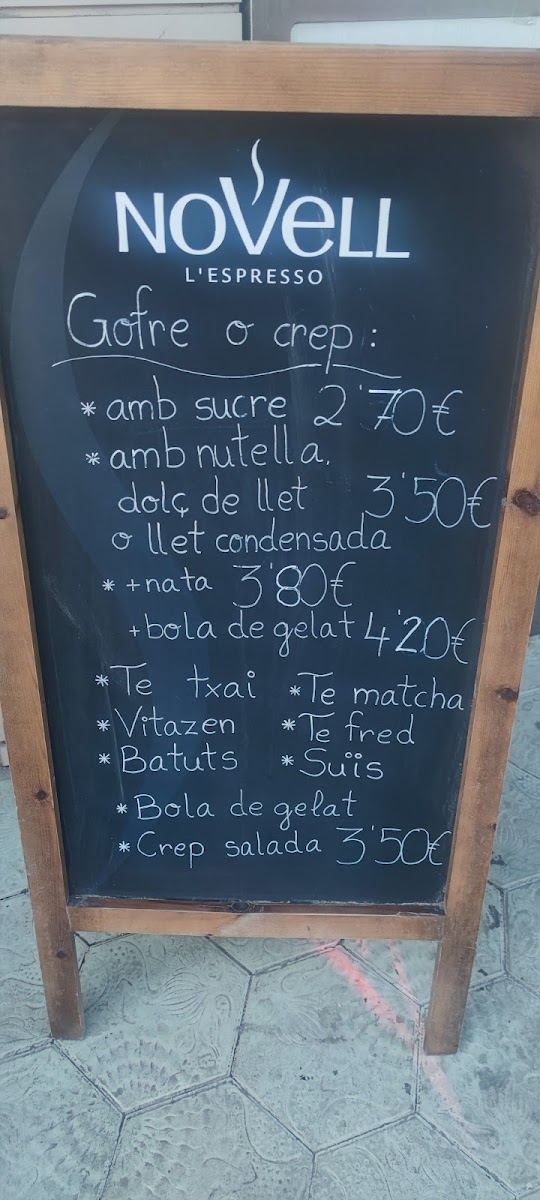 NOVELL
L'ESPRESSO
Gofre o crep:
* amb sucre 2'70€
* amb nutella,
dolç de llet 3'50€
o llet condensada
* + nata 3'80€
+ bola de gelat 4'20€
* Te txai * Te matcha
* Vitazen * Te fred
* Batuts * Suïs
* Bola de gelat
* Crep salada 3'50€